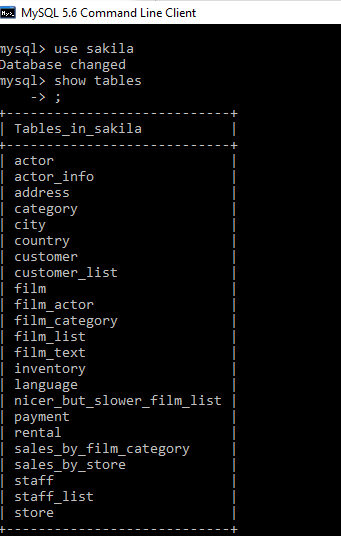 MySQL 5.6 Command Line Client
mysql> use sakila
Database changed
mysql> show tables
    -> ;
+----------------------------+
| Tables_in_sakila           |
+----------------------------+
| actor                      |
| actor_info                 |
| address                    |
| category                   |
| city                       |
| country                    |
| customer                   |
| customer_list              |
| film                       |
| film_actor                 |
| film_category              |
| film_list                  |
| film_text                  |
| inventory                  |
| language                   |
| nicer_but_slower_film_list |
| payment                    |
| rental                     |
| sales_by_film_category     |
| sales_by_store             |
| staff                      |
| staff_list                 |
| store                      |
+----------------------------+